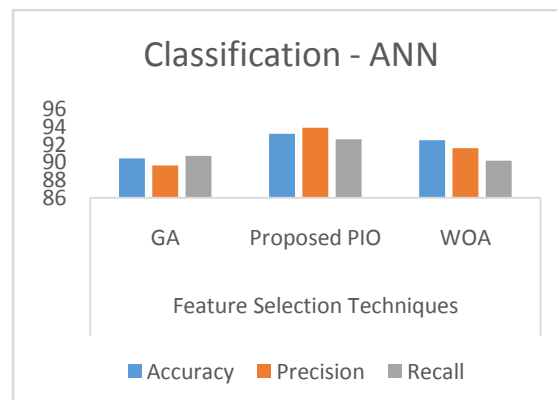 Classification - ANN
96
94
92
90
88
86
GA Proposed PIO WOA
Feature Selection Techniques
Accuracy Precision Recall